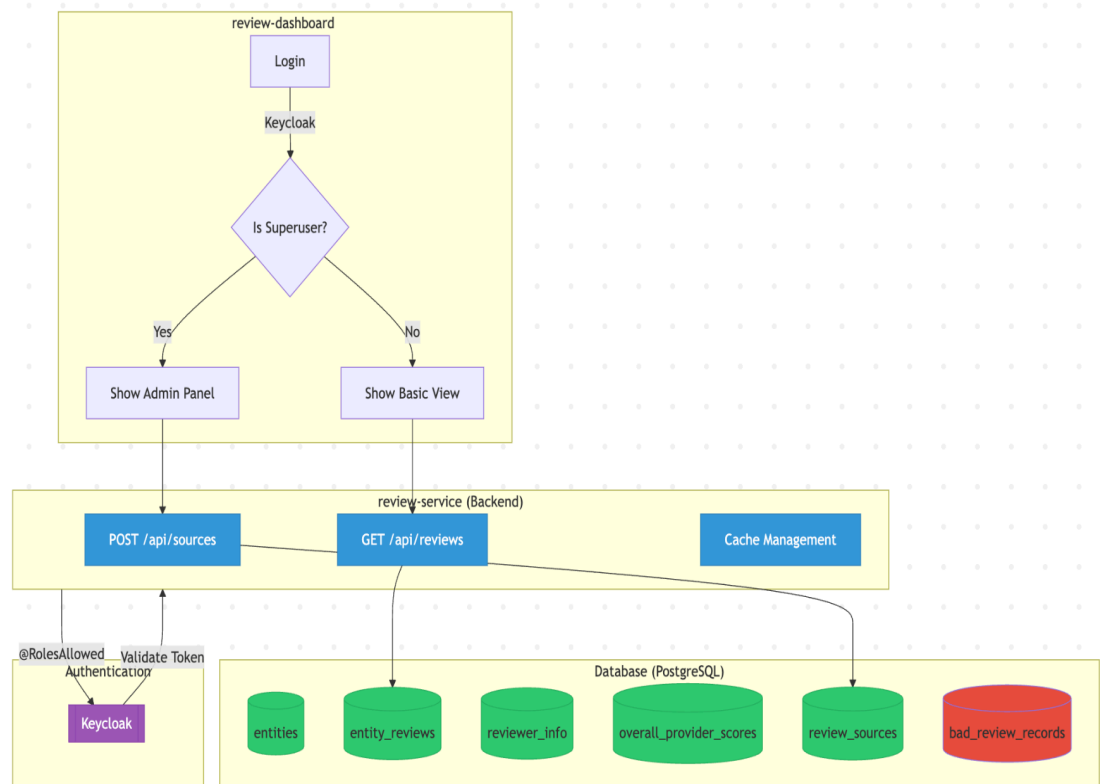 review-dashboard
Login
Keycloak
Is Superuser?
Yes
No
Show Admin Panel
Show Basic View
review-service (Backend)
POST /api/sources
GET /api/reviews
Cache Management
@RolesAllowed
Validate Token
Authentication
Keycloak
Database (PostgreSQL)
entities
entity_reviews
reviewer_info
overall_provider_scores
review_sources
bad_review_records